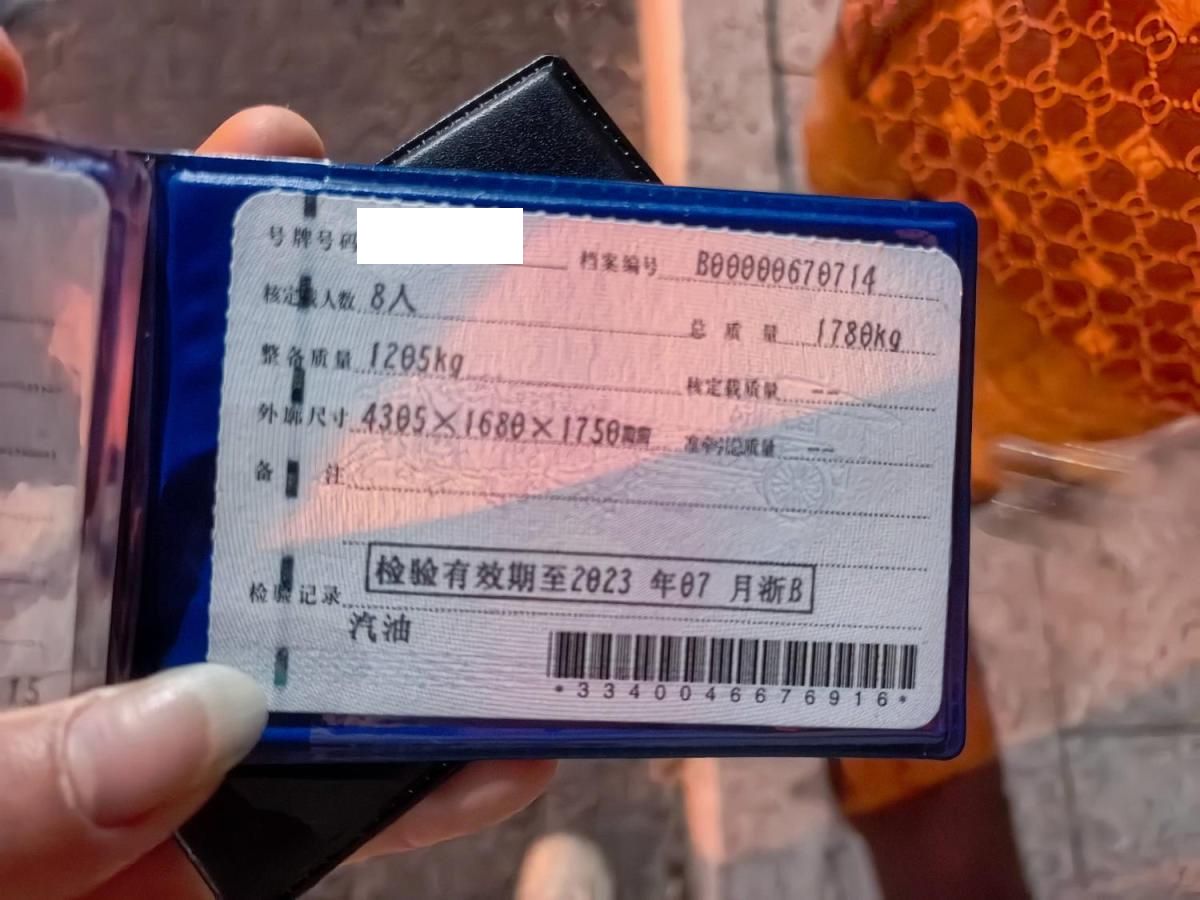 号牌号码
档案编号 B00000670714
核定载人数 8人
总质量 1780kg
整备质量 1205kg
核定载质量 --
外廓尺寸 4305×1680×1750mm
准牵引总质量 --
备注
检验有效期至2023 年07 月浙B
检验记录
汽油
*3340046676916*
15